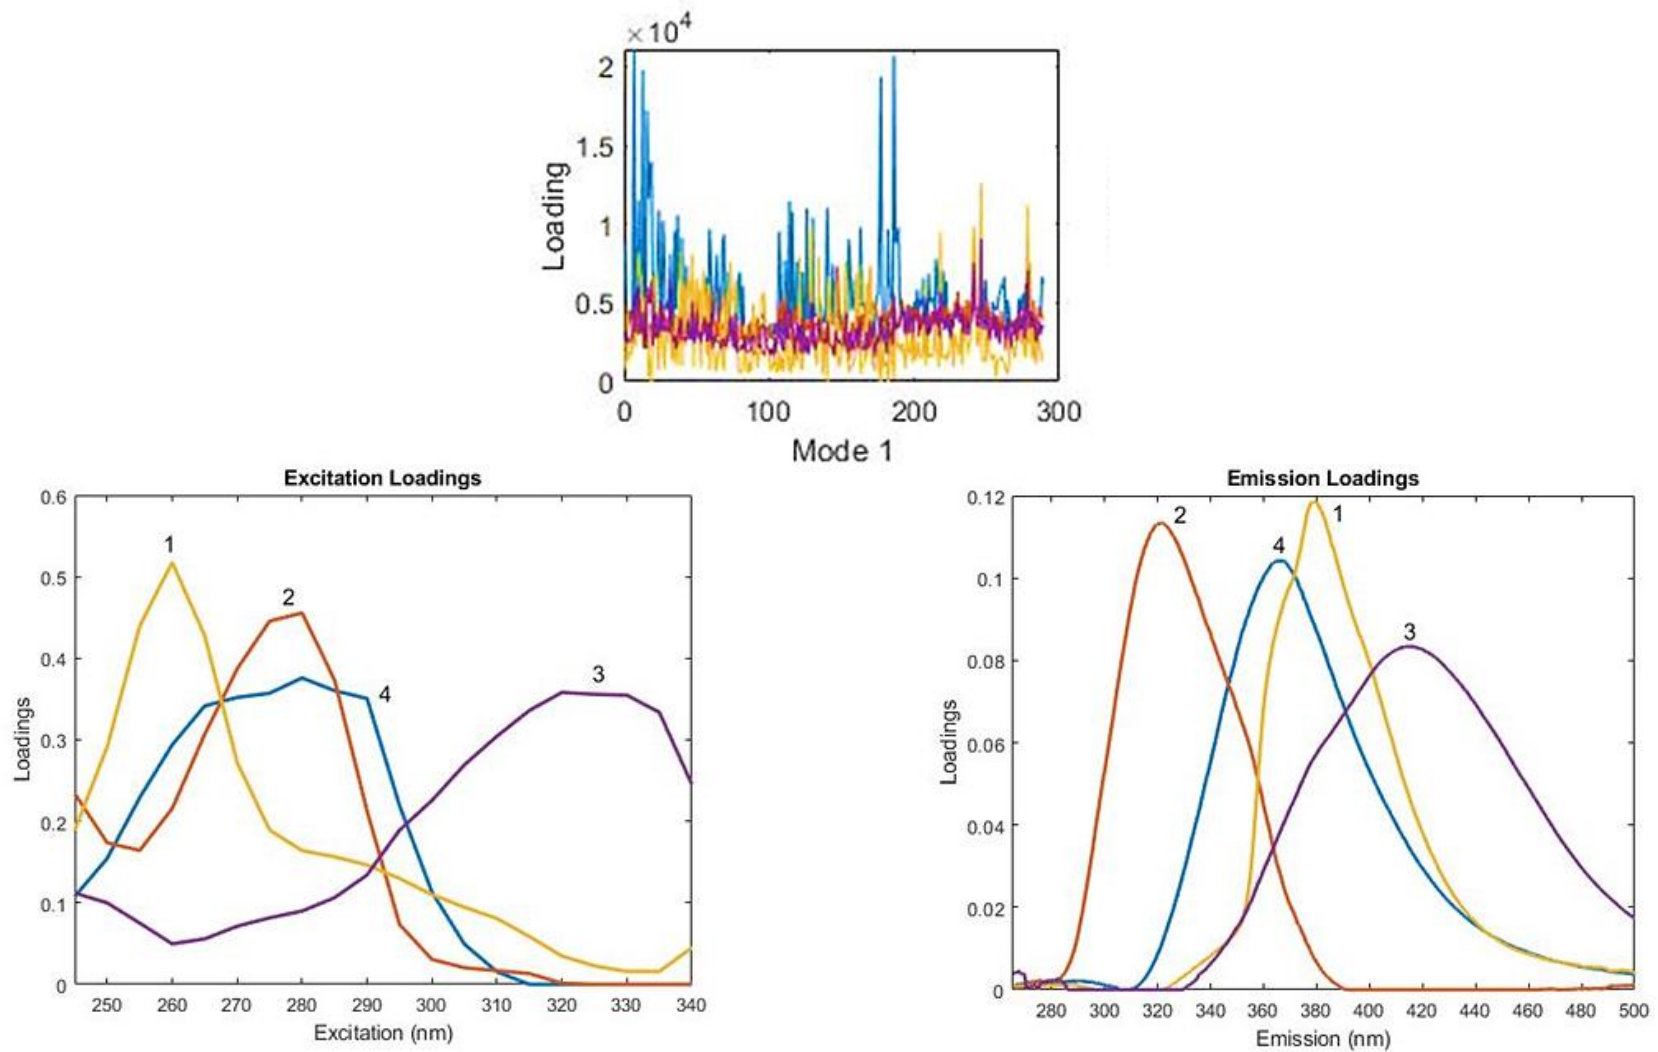 ×10⁴
2
1.5
1
0.5
0
Loading
0 100 200 300
Mode 1
Excitation Loadings
0.6
0.5
0.4
0.3
0.2
0.1
0
Loadings
1
2
3
4
250 260 270 280 290 300 310 320 330 340
Excitation (nm)
Emission Loadings
0.12
0.1
0.08
0.06
0.04
0.02
0
Loadings
2
1
4
3
280 300 320 340 360 380 400 420 440 460 480 500
Emission (nm)